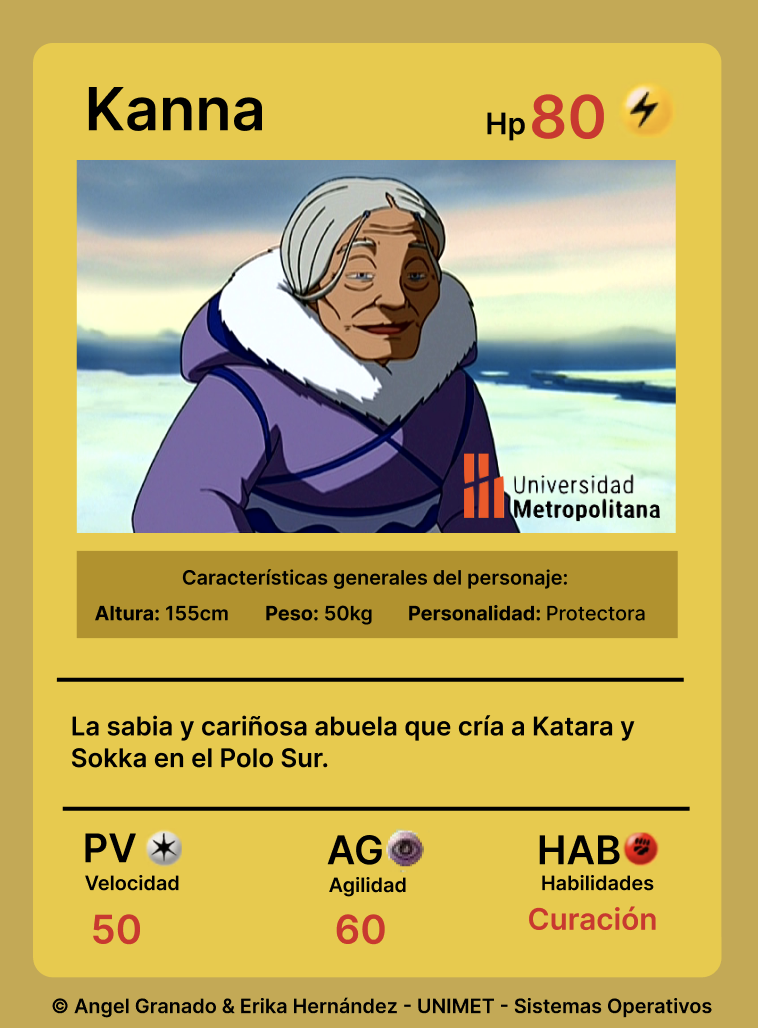 Kanna
Hp 80
Universidad
Metropolitana
Características generales del personaje:
Altura: 155cm Peso: 50kg Personalidad: Protectora
La sabia y cariñosa abuela que cría a Katara y
Sokka en el Polo Sur.
PV AG HAB
Velocidad Agilidad Habilidades
50 60 Curación
© Angel Granado & Erika Hernández - UNIMET - Sistemas Operativos